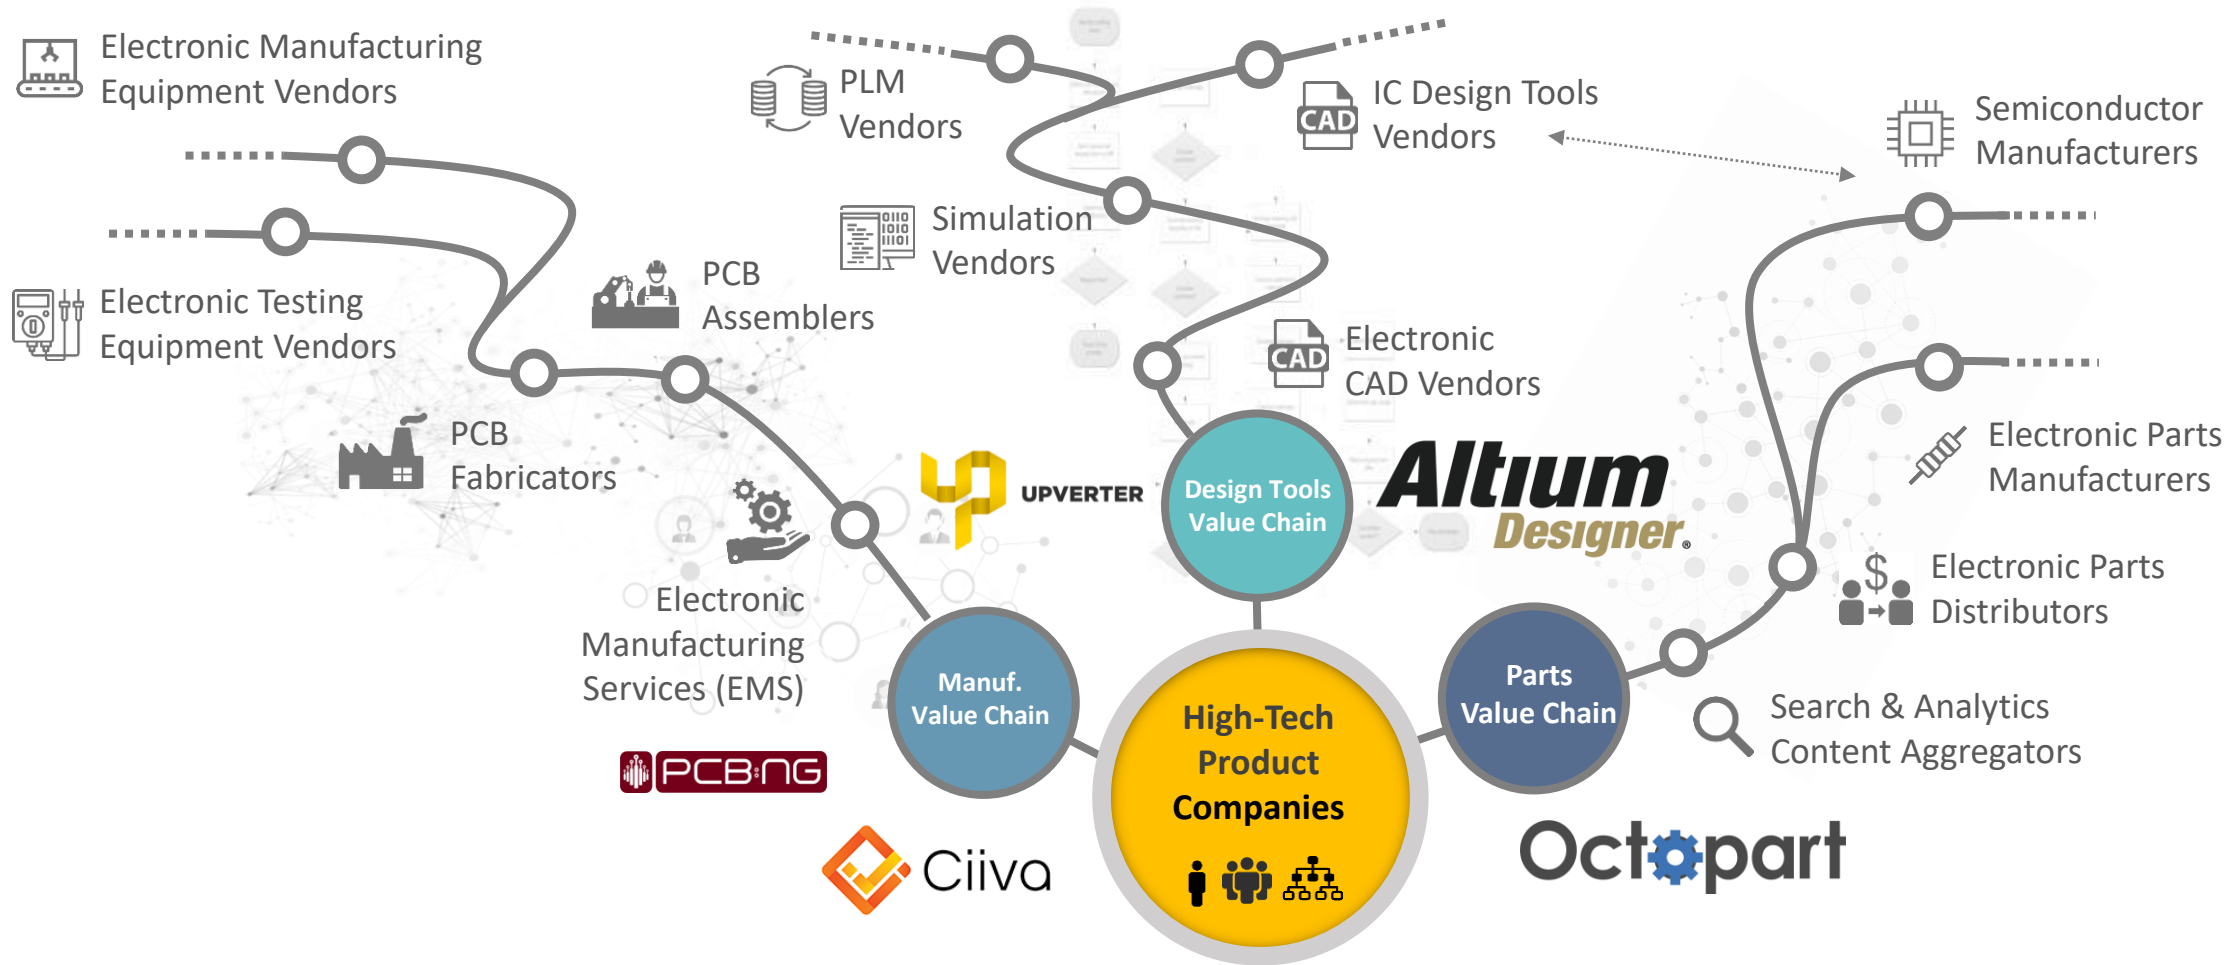 Electronic Manufacturing
Equipment Vendors
Electronic Testing
Equipment Vendors
PCB
Fabricators
PCB
Assemblers
Electronic
Manufacturing
Services (EMS)
PLM
Vendors
Simulation
Vendors
01110
1010
11101
CAD
IC Design Tools
Vendors
CAD
Electronic
CAD Vendors
Semiconductor
Manufacturers
Electronic Parts
Manufacturers
$
Electronic Parts
Distributors
Search & Analytics
Content Aggregators
UPVERTER
Design Tools
Value Chain
Altium
Designer®
Manuf.
Value Chain
Parts
Value Chain
High-Tech
Product
Companies
PCB:NG
Ciiva
Octopart